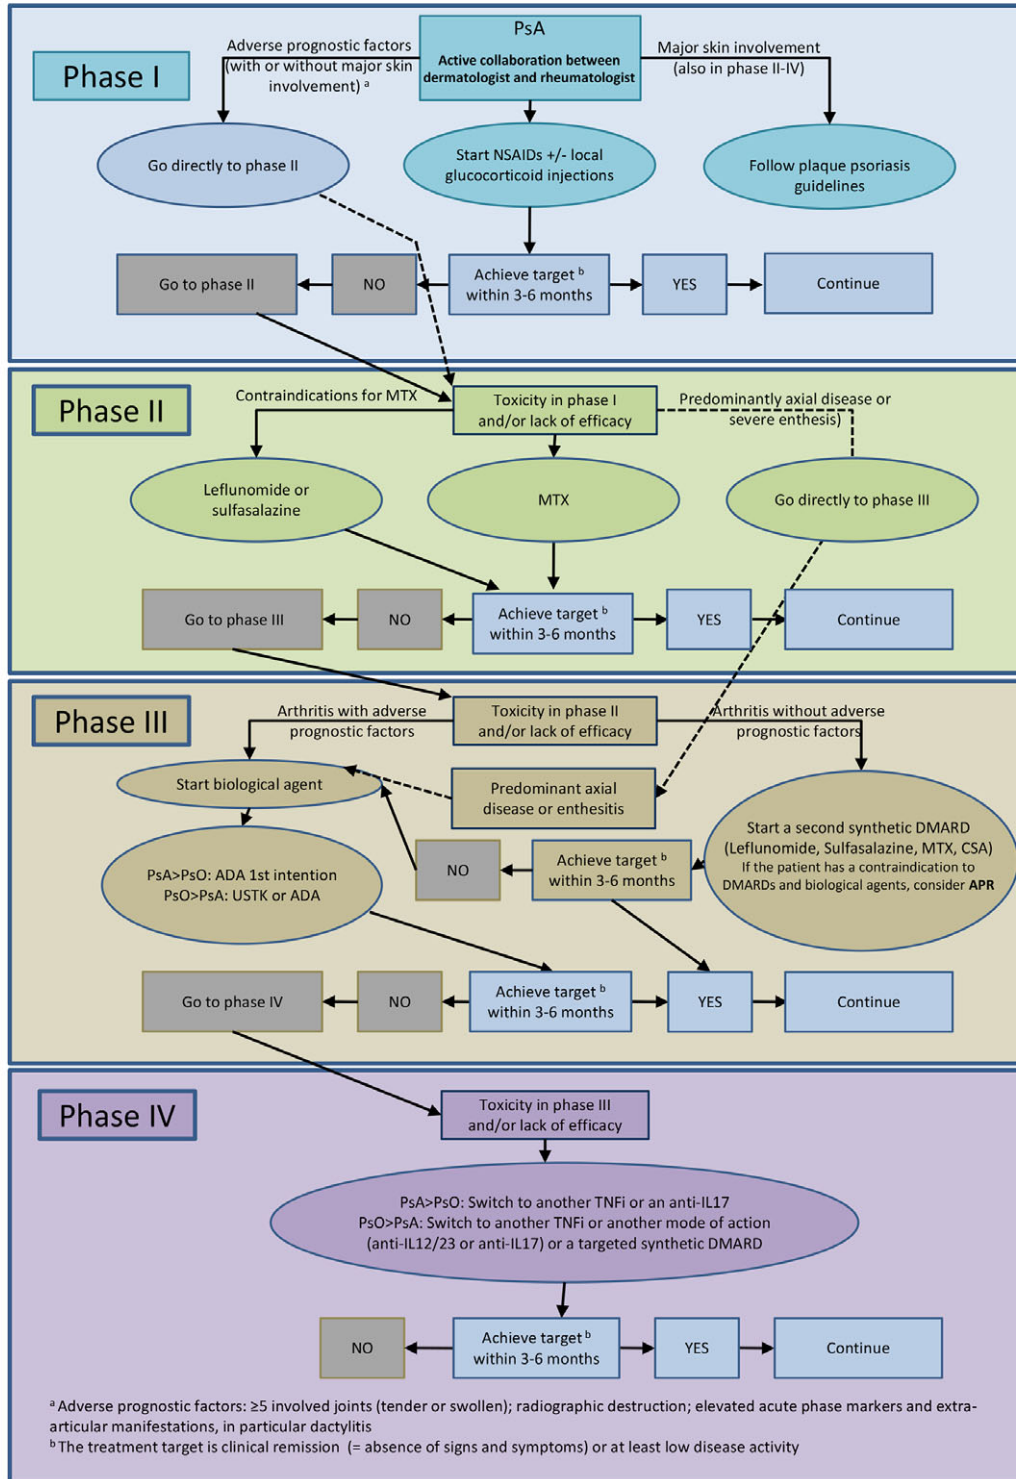 PsA
Active collaboration between
dermatologist and rheumatologist
Phase I
Adverse prognostic factors
(with or without major skin
involvement) a
Major skin involvement
(also in phase II-IV)
Go directly to phase II
Start NSAIDs +/- local
glucocorticoid injections
Follow plaque psoriasis
guidelines
Go to phase II
NO
Achieve target b
within 3-6 months
YES
Continue
Phase II
Contraindications for MTX
Toxicity in phase I
and/or lack of efficacy
Predominantly axial disease or
severe enthesis)
Leflunomide or
sulfasalazine
MTX
Go directly to phase III
Go to phase III
NO
Achieve target b
within 3-6 months
YES
Continue
Phase III
Arthritis with adverse
prognostic factors
Toxicity in phase II
and/or lack of efficacy
Arthritis without adverse
prognostic factors
Start biological agent
Predominant axial
disease or enthesitis
Start a second synthetic DMARD
(Leflunomide, Sulfasalazine, MTX, CSA)
If the patient has a contraindication to
DMARDs and biological agents, consider APR
PsA>PsO: ADA 1st intention
PsO>PsA: USTK or ADA
NO
Achieve target b
within 3-6 months
Go to phase IV
NO
Achieve target b
within 3-6 months
YES
Continue
Phase IV
Toxicity in phase III
and/or lack of efficacy
PsA>PsO: Switch to another TNFi or an anti-IL17
PsO>PsA: Switch to another TNFi or another mode of action
(anti-IL12/23 or anti-IL17) or a targeted synthetic DMARD
NO
Achieve target b
within 3-6 months
YES
Continue
a Adverse prognostic factors: ≥5 involved joints (tender or swollen); radiographic destruction; elevated acute phase markers and extra-
articular manifestations, in particular dactylitis
b The treatment target is clinical remission (= absence of signs and symptoms) or at least low disease activity